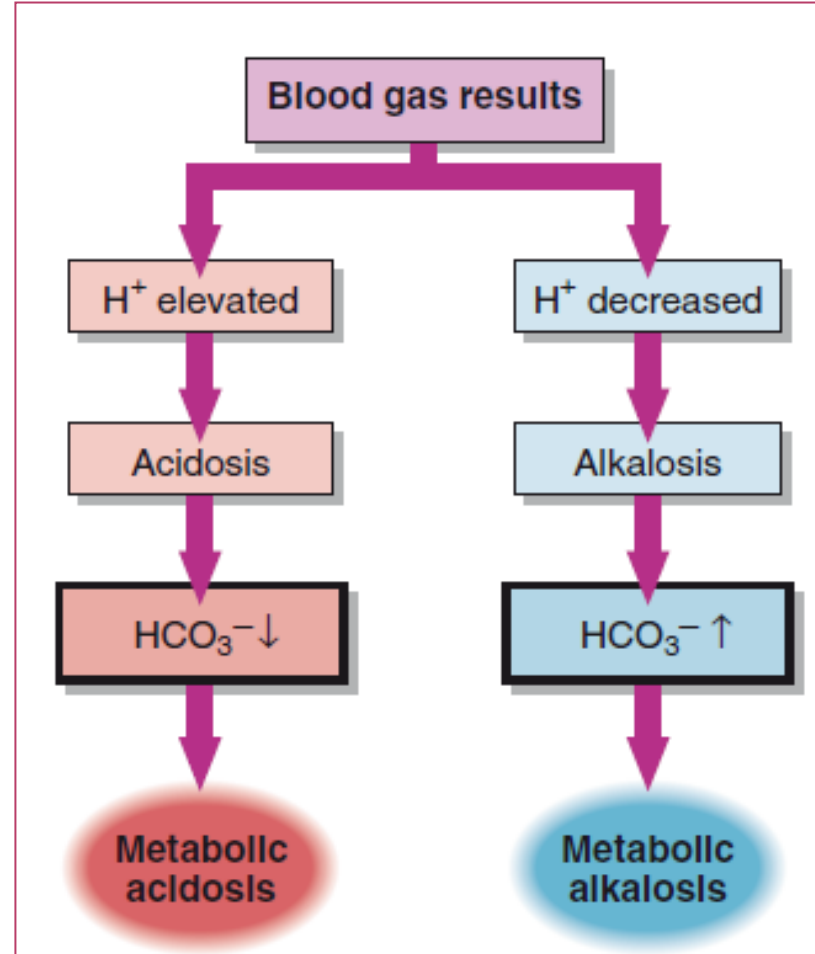 Blood gas results
H⁺ elevated
H⁺ decreased
Acidosis
Alkalosis
HCO₃⁻↓
HCO₃⁻ ↑
Metabolic
acidosis
Metabolic
alkalosis